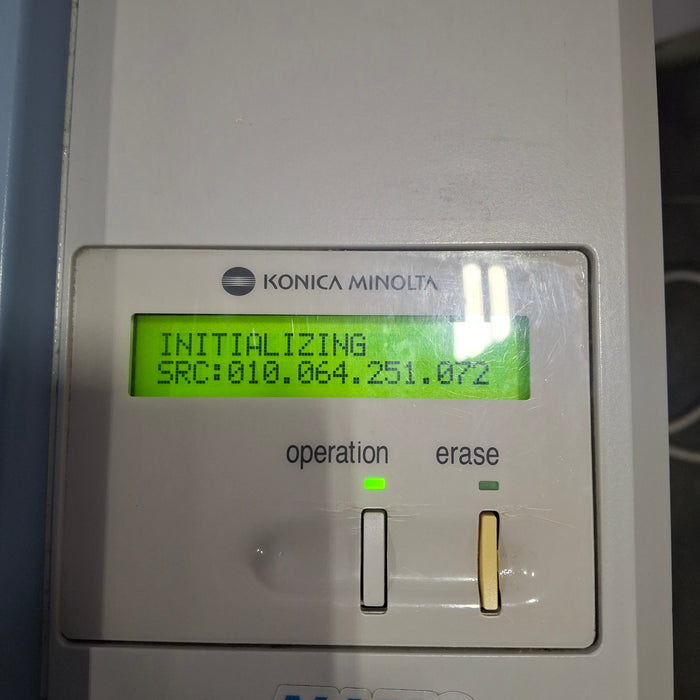 KONICA MINOLTA
INITIALIZING
SRC:010.064.251.072
operation erase